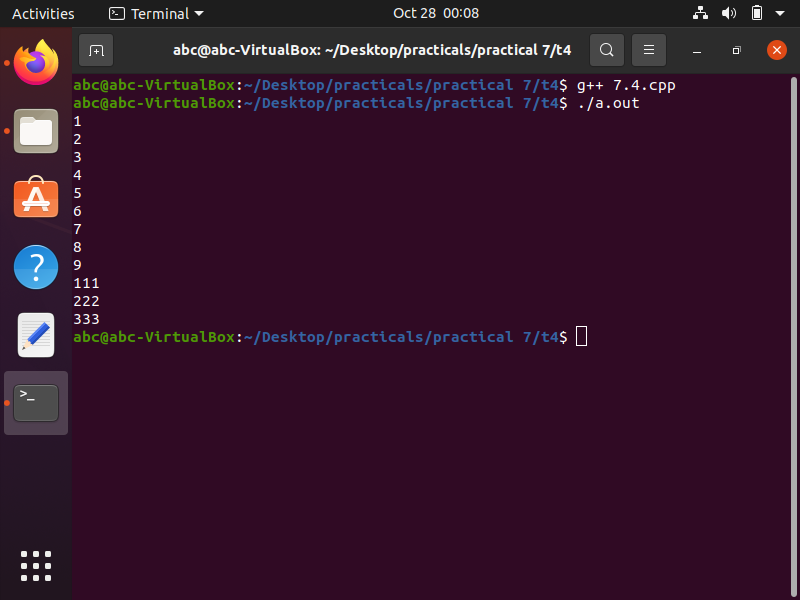 Activities Terminal Oct 28 00:08
abc@abc-VirtualBox: ~/Desktop/practicals/practical 7/t4
abc@abc-VirtualBox:~/Desktop/practicals/practical 7/t4$ g++ 7.4.cpp
abc@abc-VirtualBox:~/Desktop/practicals/practical 7/t4$ ./a.out
1
2
3
4
5
6
7
8
9
111
222
333
abc@abc-VirtualBox:~/Desktop/practicals/practical 7/t4$